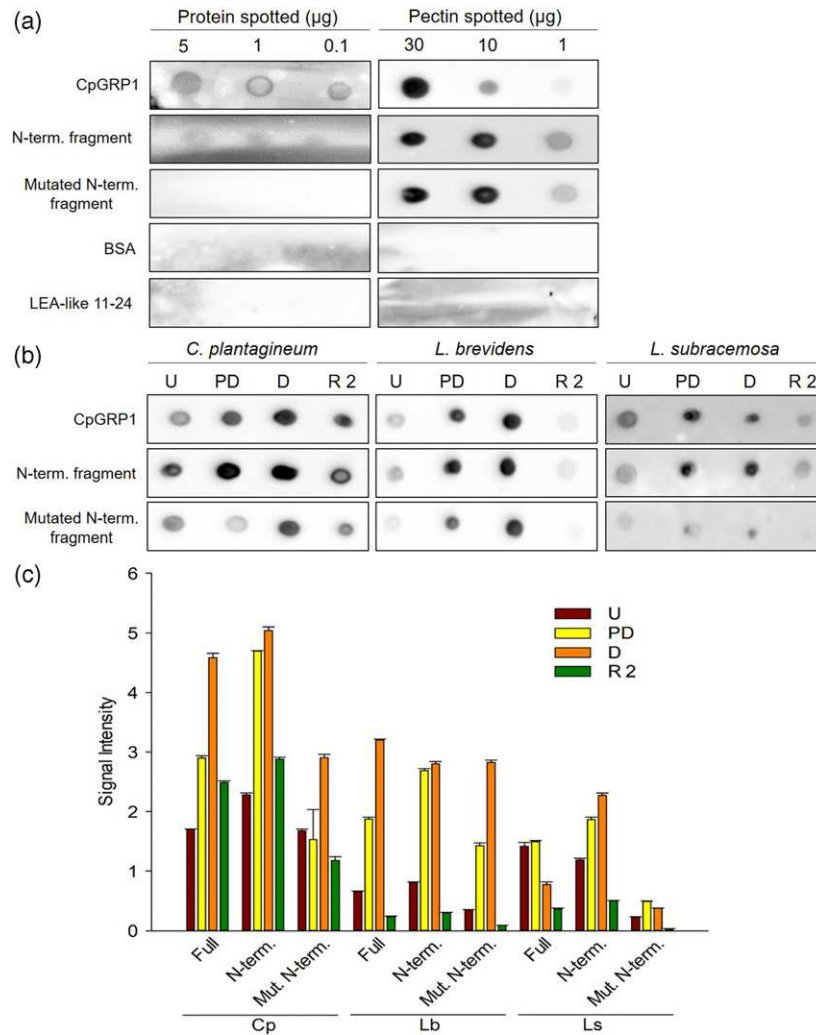 (a)
Protein spotted (µg) Pectin spotted (µg)
5 1 0.1 30 10 1
CpGRP1
N-term. fragment
Mutated N-term.
fragment
BSA
LEA-like 11-24
(b)
C. plantagineum L. brevidens L. subracemosa
U PD D R 2 U PD D R 2 U PD D R 2
CpGRP1
N-term. fragment
Mutated N-term.
fragment
(c)
6
5
4
3
2
1
0
Signal Intensity
U
PD
D
R 2
Full N-term. Mut. N-term. Full N-term. Mut. N-term. Full N-term. Mut. N-term.
Cp Lb Ls